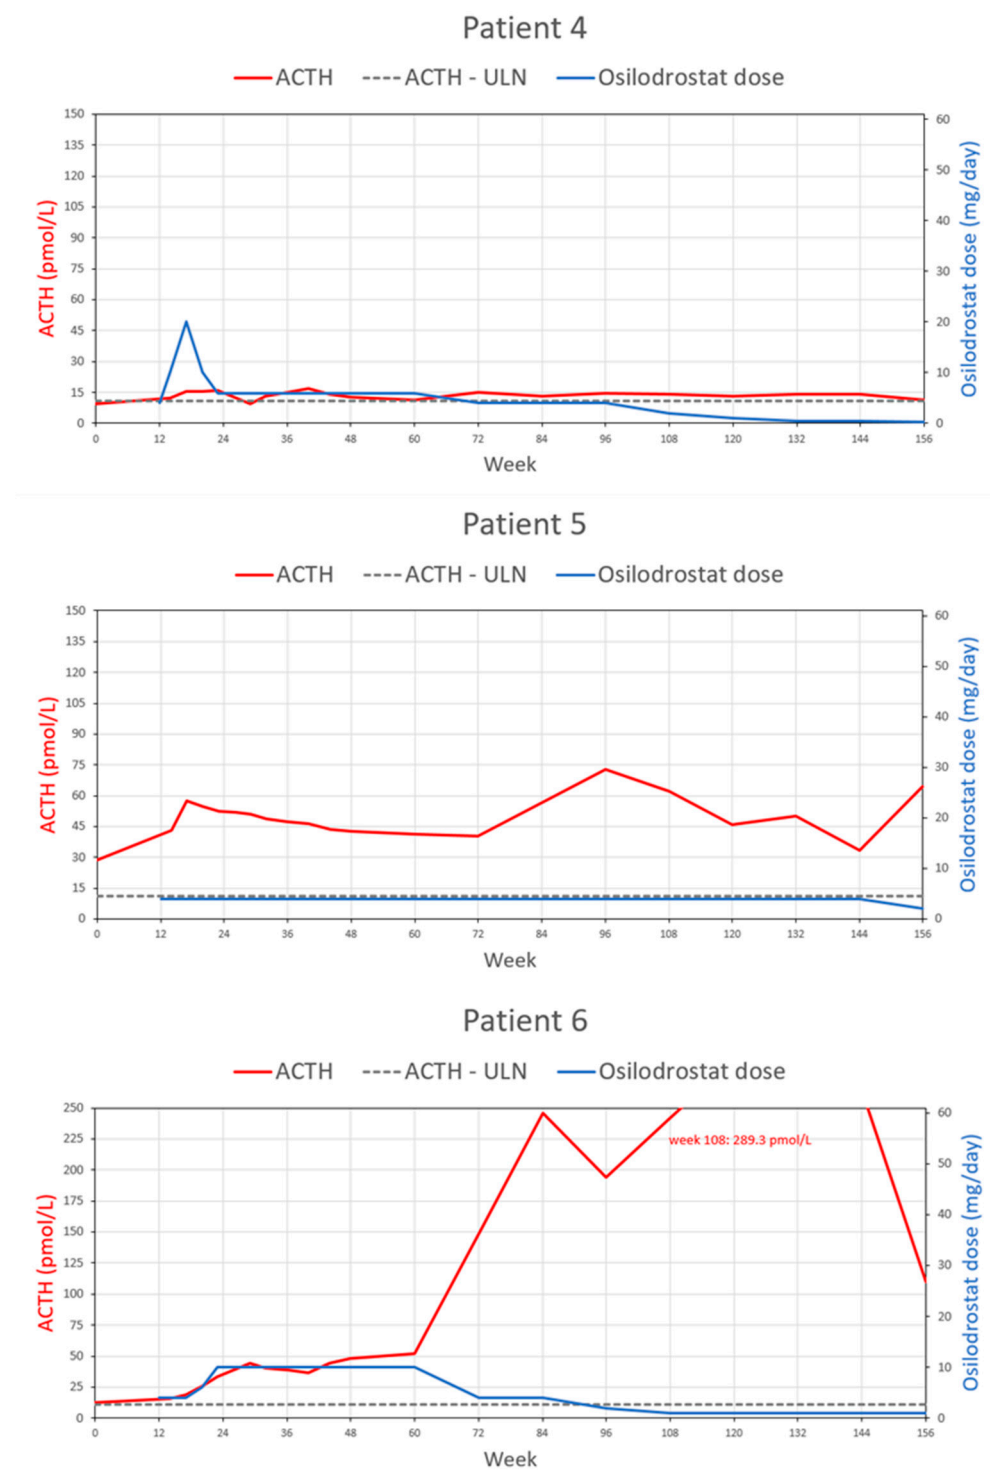 Patient 4
ACTH ACTH - ULN Osilodrostat dose
150
135
120
105
90
75
60
45
30
15
0
ACTH (pmol/L)
60
50
40
30
20
10
0
Osilodrostat dose (mg/day)
0 12 24 36 48 60 72 84 96 108 120 132 144 156
Week
Patient 5
ACTH ACTH - ULN Osilodrostat dose
150
135
120
105
90
75
60
45
30
15
0
ACTH (pmol/L)
60
50
40
30
20
10
0
Osilodrostat dose (mg/day)
0 12 24 36 48 60 72 84 96 108 120 132 144 156
Week
Patient 6
ACTH ACTH - ULN Osilodrostat dose
250
225
200
175
150
125
100
75
50
25
0
ACTH (pmol/L)
week 108: 289.3 pmol/L
60
50
40
30
20
10
0
Osilodrostat dose (mg/day)
0 12 24 36 48 60 72 84 96 108 120 132 144 156
Week